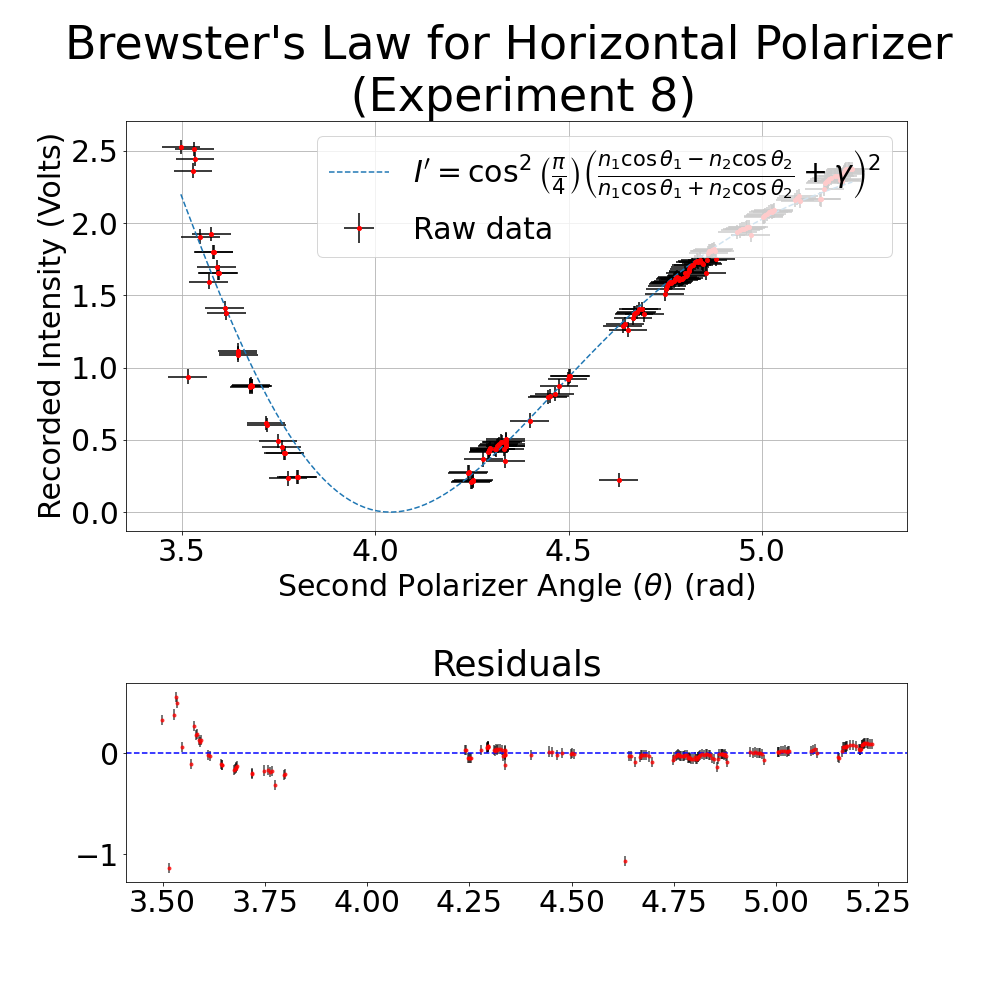 Brewster's Law for Horizontal Polarizer
(Experiment 8)
Recorded Intensity (Volts)
2.5
2.0
1.5
1.0
0.5
0.0
I′ = cos² (π/4) ((n₁cos θ₁ − n₂cos θ₂)/(n₁cos θ₁ + n₂cos θ₂) + γ)²
Raw data
3.5 4.0 4.5 5.0
Second Polarizer Angle (θ) (rad)
Residuals
0
−1
3.50 3.75 4.00 4.25 4.50 4.75 5.00 5.25